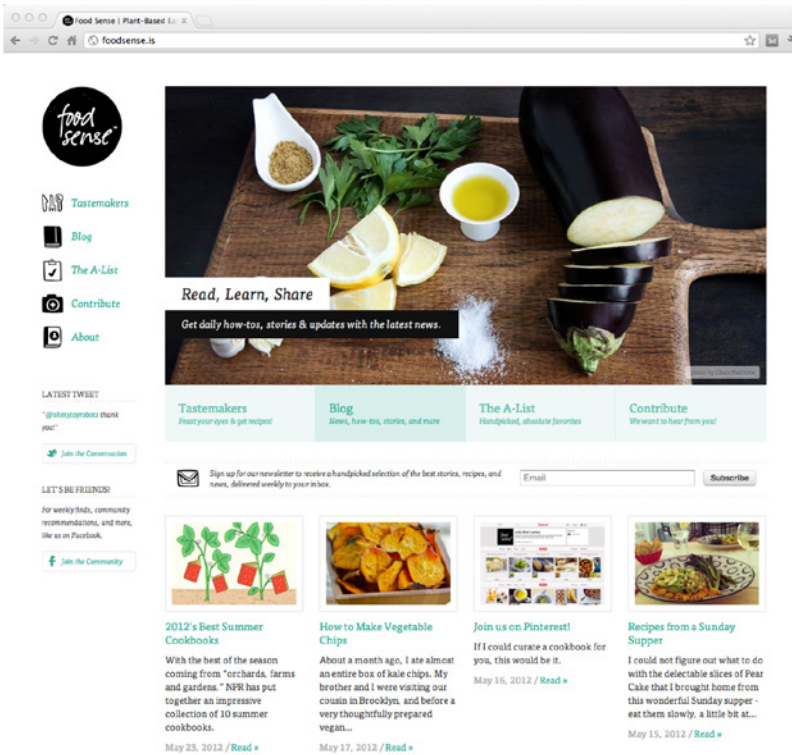 Food Sense | Plant-Based Ea
foodsense.is
food
sense
Tastemakers
Blog
The A-List
Contribute
About
LATEST TWEET
thank
you!"
Join the Conversation
LET'S BE FRIENDS!
For weekly finds, community
recommendations, and more,
like us on Facebook.
Join the Community
Read, Learn, Share
Get daily how-tos, stories & updates with the latest news.
Tastemakers
Feast your eyes & get recipes!
Blog
News, how-tos, stories, and more
The A-List
Handpicked, absolute favorites
Contribute
We want to hear from you!
Sign up for our newsletter to receive a handpicked selection of the best stories, recipes, and
news, delivered weekly to your inbox.
Email
Subscribe
2012's Best Summer
Cookbooks
With the best of the season
coming from "orchards, farms
and gardens," NPR has put
together an impressive
collection of 10 summer
cookbooks.
May 23, 2012 / Read »
How to Make Vegetable
Chips
About a month ago, I ate almost
an entire box of kale chips. My
brother and I were visiting our
cousin in Brooklyn, and before a
very thoughtfully prepared
vegan...
May 17, 2012 / Read »
Join us on Pinterest!
If I could curate a cookbook for
you, this would be it.
May 16, 2012 / Read »
Recipes from a Sunday
Supper
I could not figure out what to do
with the delectable slices of Pear
Cake that I brought home from
this wonderful Sunday supper -
eat them slowly, a little bit at...
May 15, 2012 / Read »